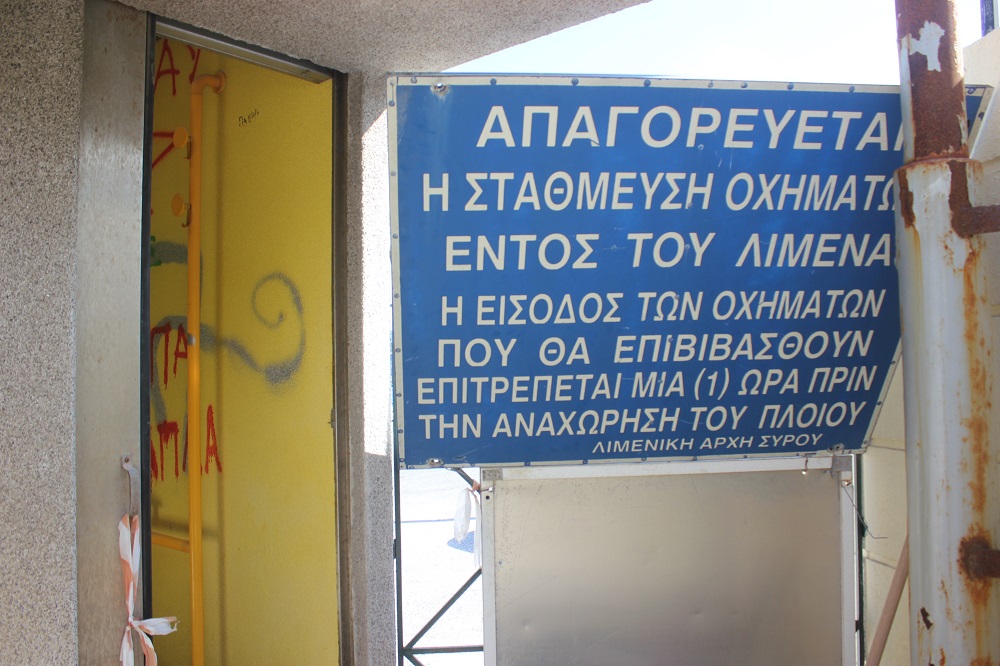 ΑΠΑΓΟΡΕΥΕΤΑΙ
Η ΣΤΑΘΜΕΥΣΗ ΟΧΗΜΑΤΩ
ΕΝΤΟΣ ΤΟΥ ΛΙΜΕΝΑ
Η ΕΙΣΟΔΟΣ ΤΩΝ ΟΧΗΜΑΤΩΝ
ΠΟΥ ΘΑ ΕΠΙΒΙΒΑΣΘΟΥΝ
ΕΠΙΤΡΕΠΕΤΑΙ ΜΙΑ (1) ΩΡΑ ΠΡΙΝ
ΤΗΝ ΑΝΑΧΩΡΗΣΗ ΤΟΥ ΠΛΟΙΟΥ
ΛΙΜΕΝΙΚΗ ΑΡΧΗ ΣΥΡΟΥ